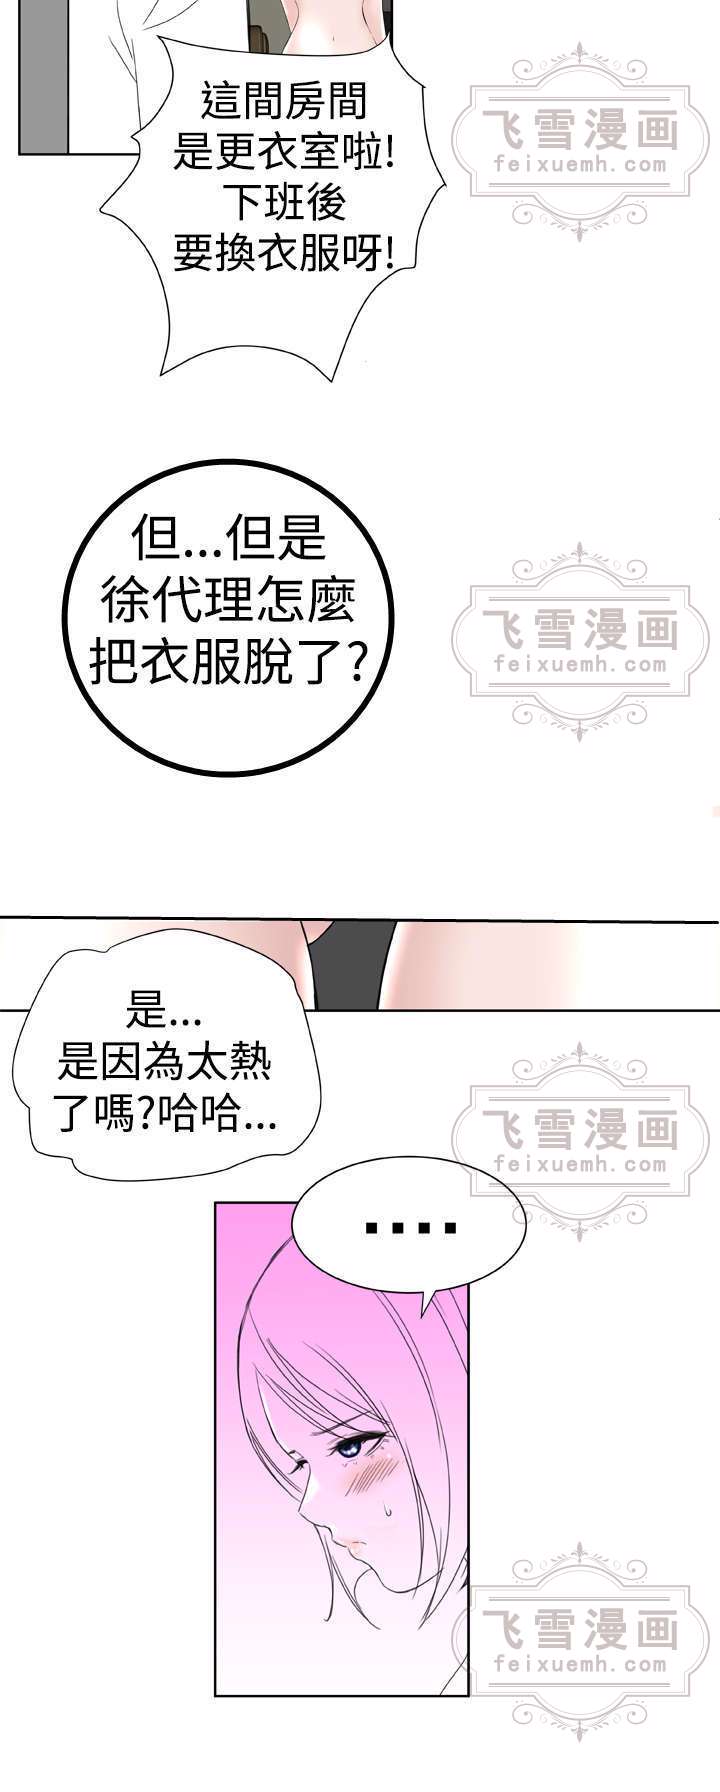 這間房間
是更衣室啦!
下班後
要換衣服呀!
飞雪漫画
feixuemh.com
但...但是
徐代理怎麼
把衣服脫了?
飞雪漫画
feixuemh.com
是...
是因為太熱
了嗎?哈哈...
飞雪漫画
feixuemh.com
....
飞雪漫画
feixuemh.com